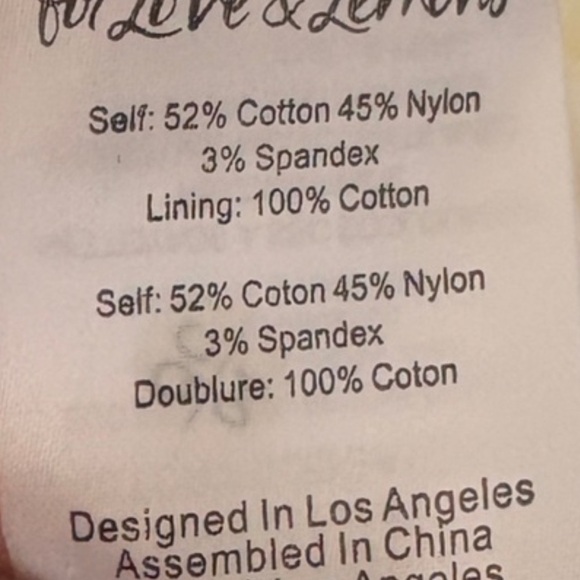 for Love & Lemons
Self: 52% Cotton 45% Nylon
3% Spandex
Lining: 100% Cotton
Self: 52% Coton 45% Nylon
3% Spandex
Doublure: 100% Coton
Designed In Los Angeles
Assembled In China
Angeles